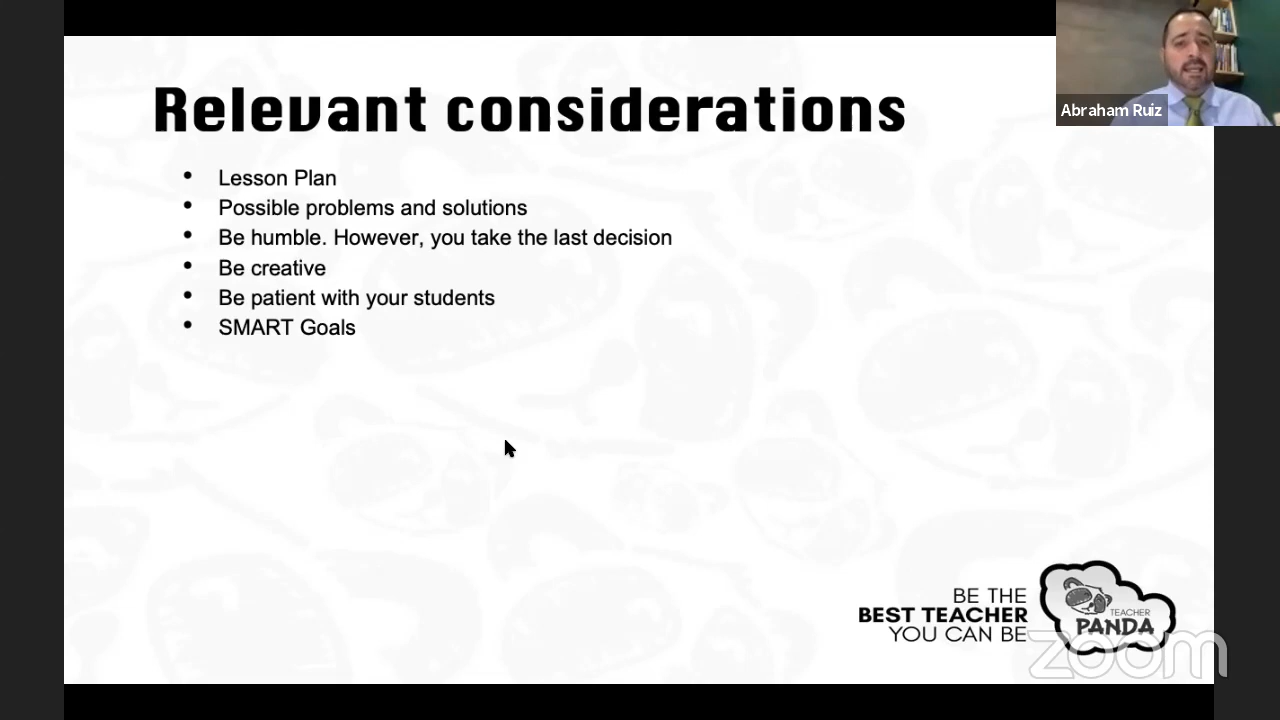 Relevant considerations
Abraham Ruiz
• Lesson Plan
• Possible problems and solutions
• Be humble. However, you take the last decision
• Be creative
• Be patient with your students
• SMART Goals
BE THE
BEST TEACHER
YOU CAN BE
TEACHER
PANDA
zoom